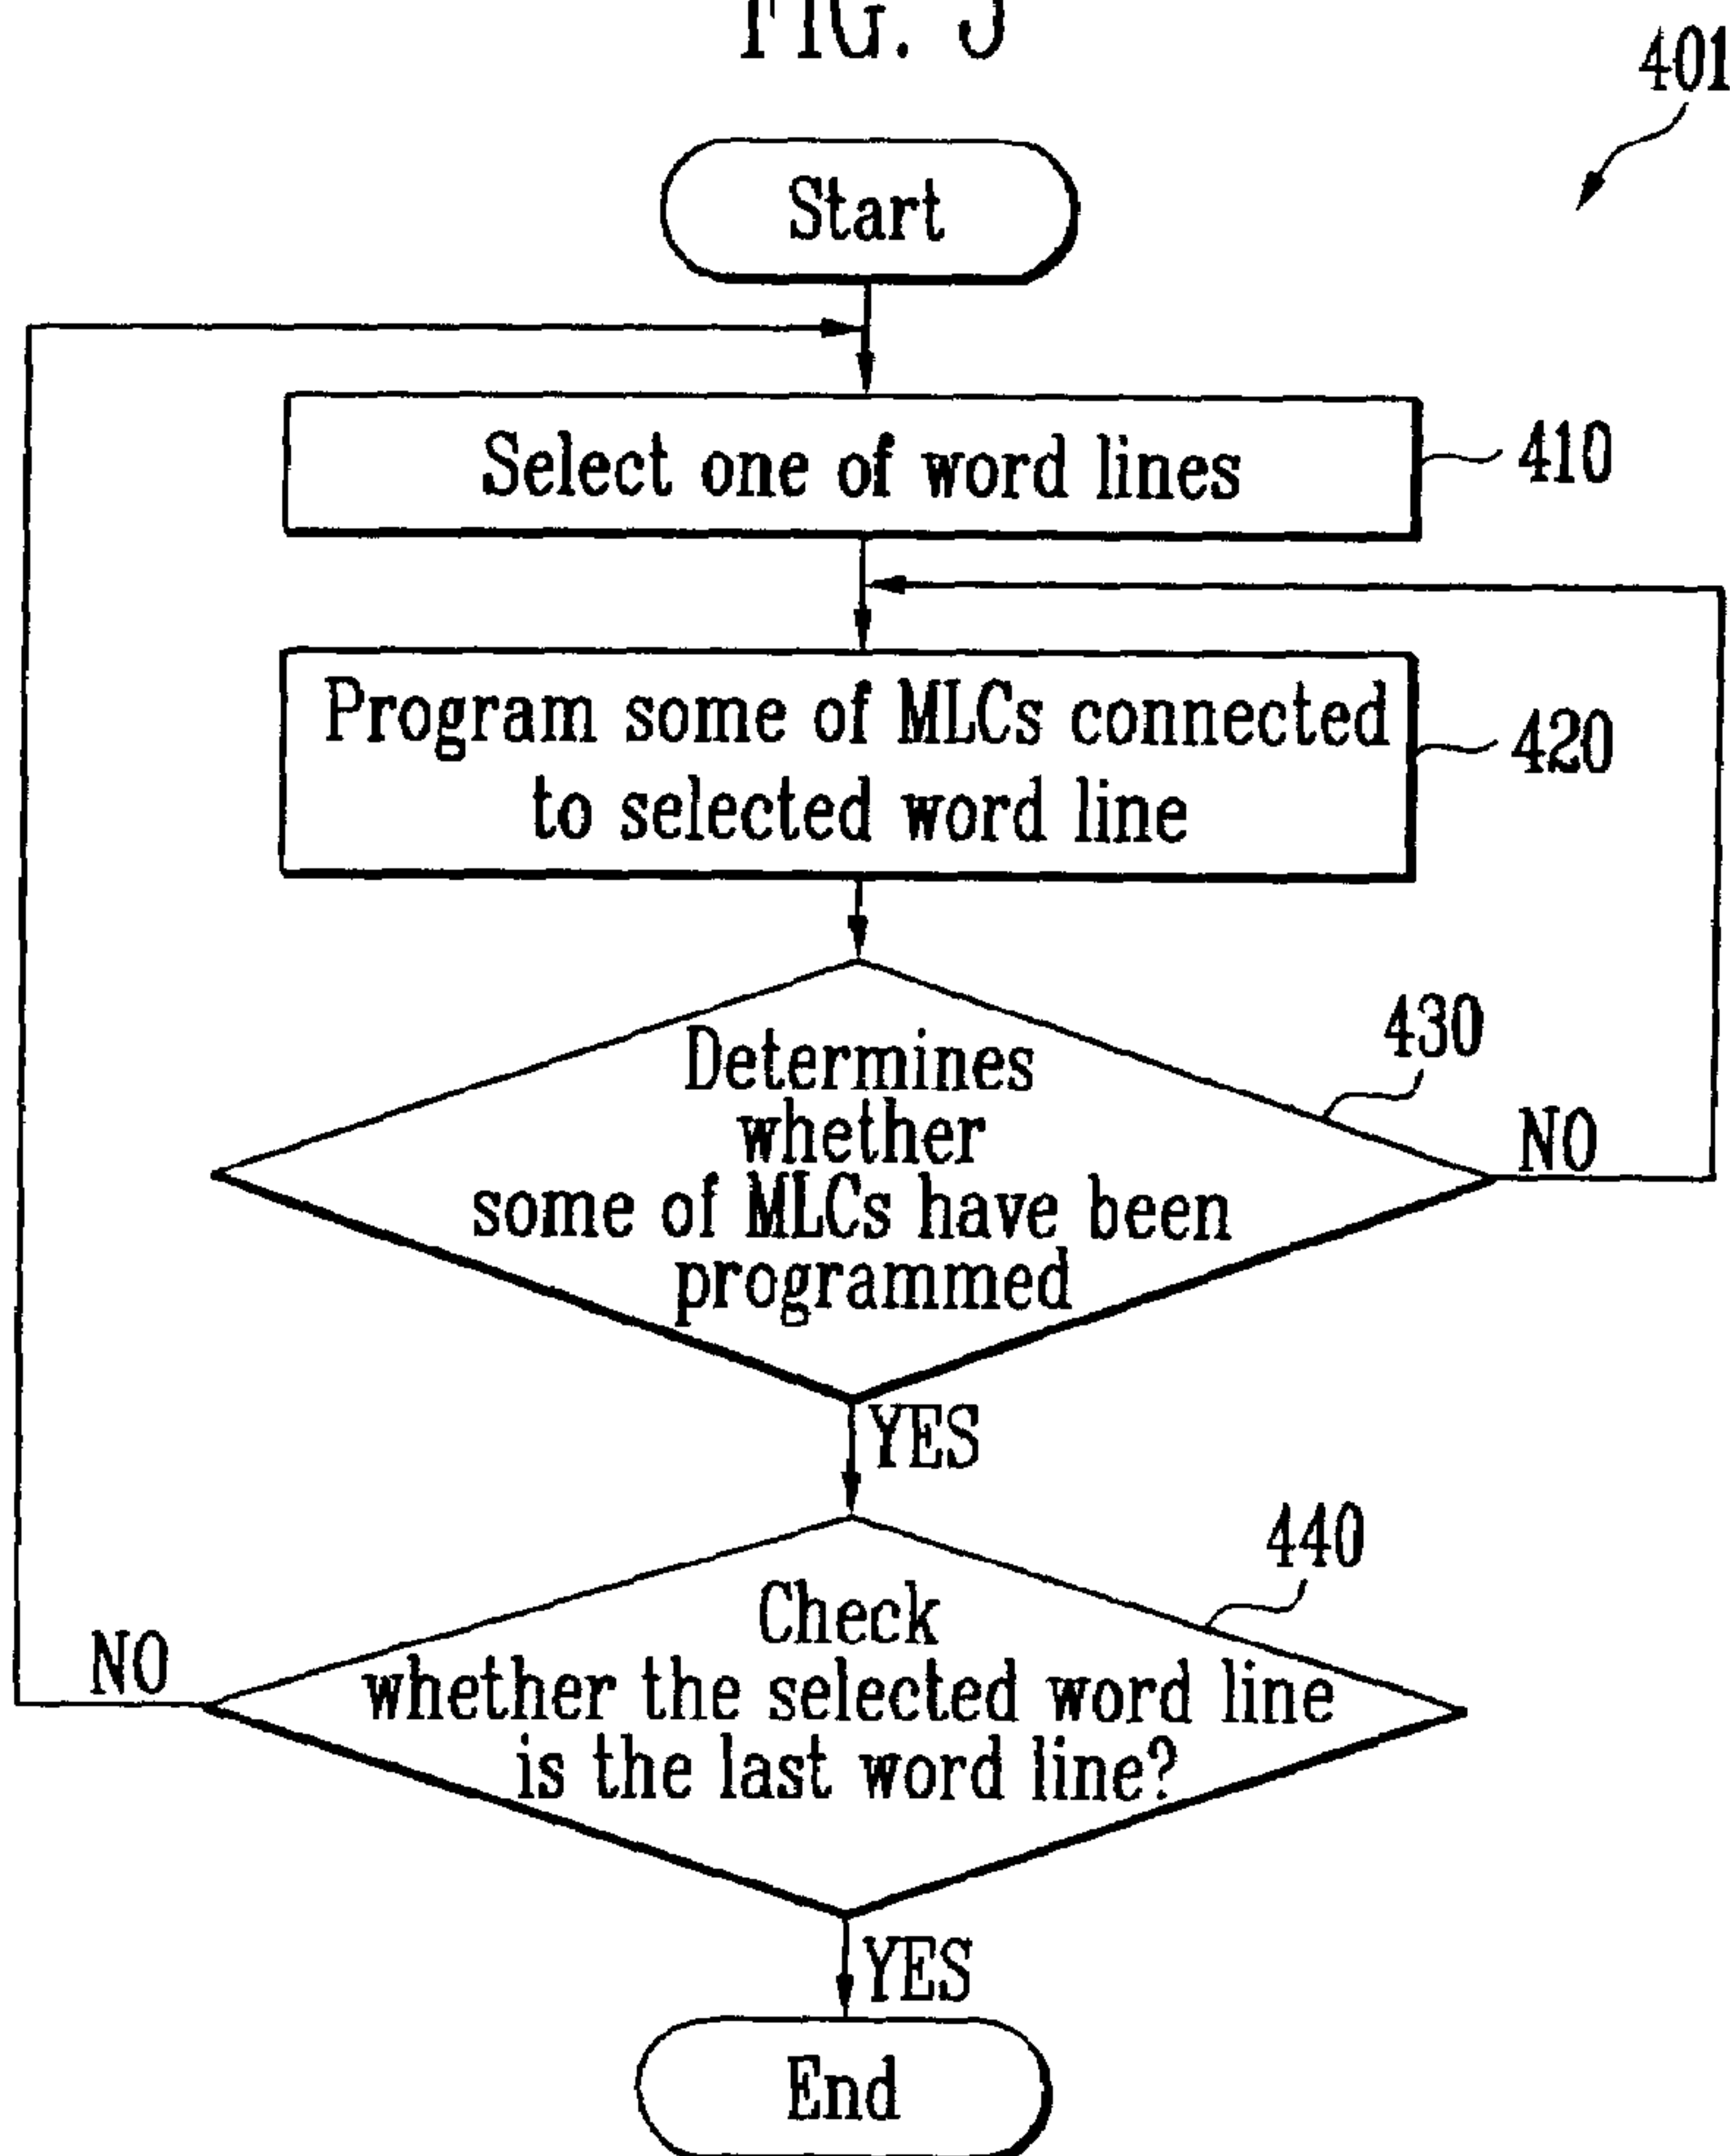 FIG.
401
Start
Select one of word lines
410
Program some of MLCs connected
to selected word line
420
430
Determines
whether
some of MLCs have been
programmed
NO
YES
440
Check
whether the selected word line
is the last word line?
NO
YES
End